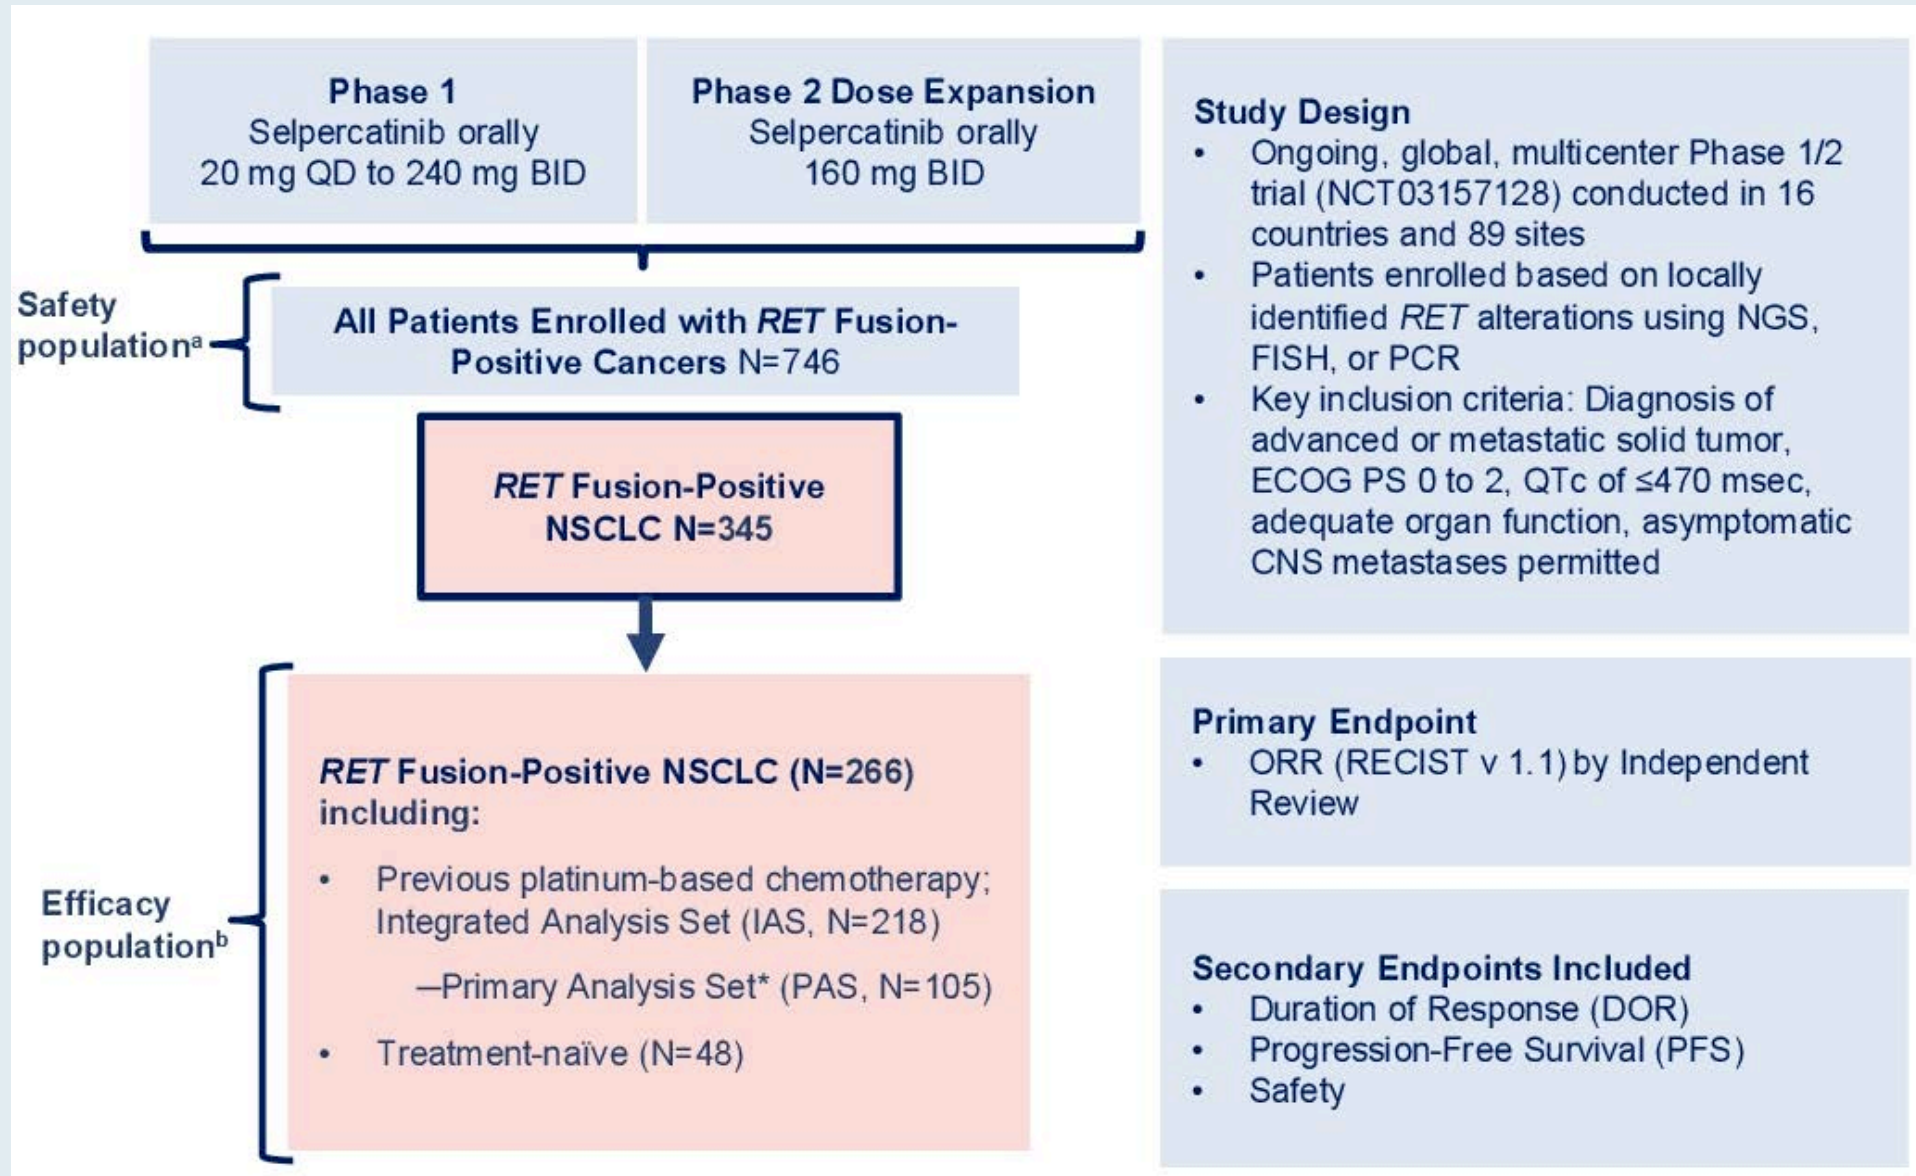 Phase 1
Selpercatinib orally
20 mg QD to 240 mg BID
Phase 2 Dose Expansion
Selpercatinib orally
160 mg BID
Safety
populationᵃ
All Patients Enrolled with RET Fusion-
Positive Cancers N=746
RET Fusion-Positive
NSCLC N=345
Efficacy
populationᵇ
RET Fusion-Positive NSCLC (N=266)
including:
• Previous platinum-based chemotherapy;
Integrated Analysis Set (IAS, N=218)
—Primary Analysis Set* (PAS, N=105)
• Treatment-naïve (N=48)
Study Design
• Ongoing, global, multicenter Phase 1/2
trial (NCT03157128) conducted in 16
countries and 89 sites
• Patients enrolled based on locally
identified RET alterations using NGS,
FISH, or PCR
• Key inclusion criteria: Diagnosis of
advanced or metastatic solid tumor,
ECOG PS 0 to 2, QTc of ≤470 msec,
adequate organ function, asymptomatic
CNS metastases permitted
Primary Endpoint
• ORR (RECIST v 1.1) by Independent
Review
Secondary Endpoints Included
• Duration of Response (DOR)
• Progression-Free Survival (PFS)
• Safety